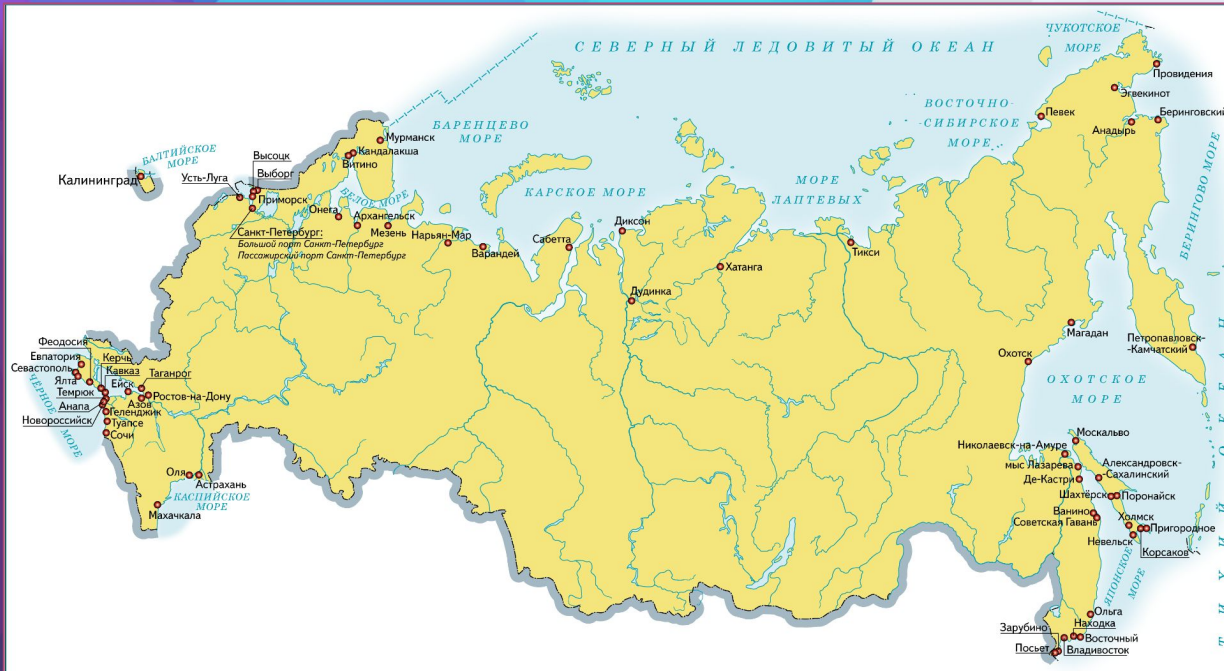 СЕВЕРНЫЙ ЛЕДОВИТЫЙ ОКЕАН
ЧУКОТСКОЕ
МОРЕ
Провидения
Эгвекинот
Беринговский
Анадырь
Певек
ВОСТОЧНО-
-СИБИРСКОЕ
МОРЕ
БЕРИНГОВО МОРЕ
БАРЕНЦЕВО
МОРЕ
Мурманск
Кандалакша
Витино
БАЛТИЙСКОЕ
МОРЕ
Калининград
Высоцк
Выборг
Усть-Луга
Приморск
БЕЛОЕ МОРЕ
Онега
Архангельск
Мезень
Санкт-Петербург:
Большой порт Санкт-Петербург
Пассажирский порт Санкт-Петербург
Нарьян-Мар
Варандей
КАРСКОЕ МОРЕ
Сабетта
Диксон
МОРЕ
ЛАПТЕВЫХ
Хатанга
Тикси
Дудинка
Магадан
Охотск
Петропавловск-
-Камчатский
ОХОТСКОЕ
МОРЕ
Феодосия
Евпатория
Севастополь
Ялта
Керчь
Кавказ
Ейск
Таганрог
Темрюк
Азов
Ростов-на-Дону
Анапа
Новороссийск
Геленджик
Туапсе
Сочи
ЧЁРНОЕ
МОРЕ
Оля
Астрахань
КАСПИЙСКОЕ
МОРЕ
Махачкала
Москальво
Николаевск-на-Амуре
мыс Лазарева
Де-Кастри
Александровск-
-Сахалинский
Шахтёрск
Поронайск
Ванино
Советская Гавань
Холмск
Пригородное
Невельск
Корсаков
ЯПОНСКОЕ
МОРЕ
Ольга
Находка
Зарубино
Восточный
Посьет
Владивосток
ТИХИЙ ОКЕАН